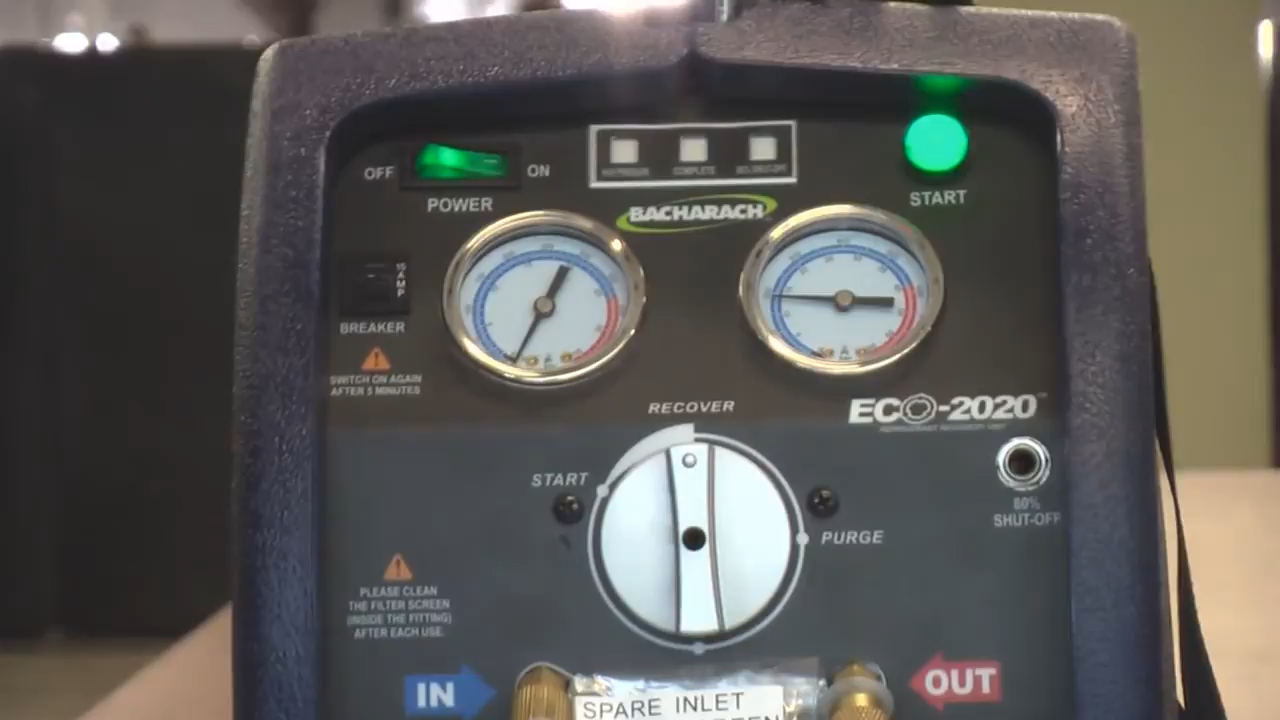 OFF
ON
POWER
COMPLETE
START
BACHARACH
15
AMP
BREAKER
SWITCH ON AGAIN
AFTER 5 MINUTES
RECOVER
ECO-2020
START
80%
SHUT-OFF
PURGE
PLEASE CLEAN
THE FILTER SCREEN
(INSIDE THE FITTING)
AFTER EACH USE.
IN
OUT
SPARE INLET